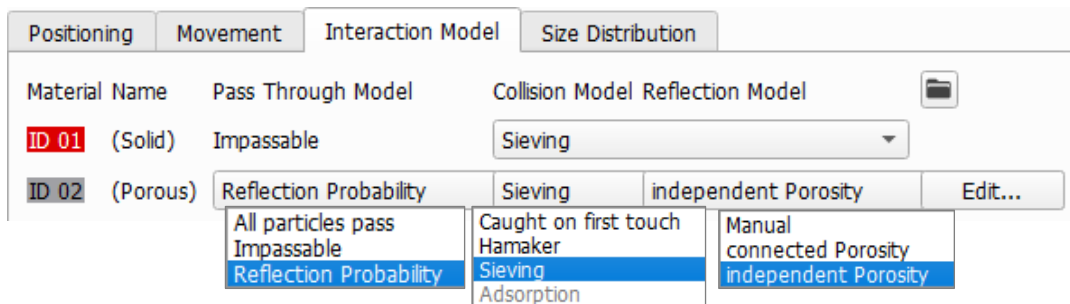 Positioning Movement Interaction Model Size Distribution
Material Name Pass Through Model Collision Model Reflection Model
ID 01 (Solid) Impassable Sieving
ID 02 (Porous) Reflection Probability Sieving independent Porosity Edit...
All particles pass
Impassable
Reflection Probability
Caught on first touch
Hamaker
Sieving
Adsorption
Manual
connected Porosity
independent Porosity